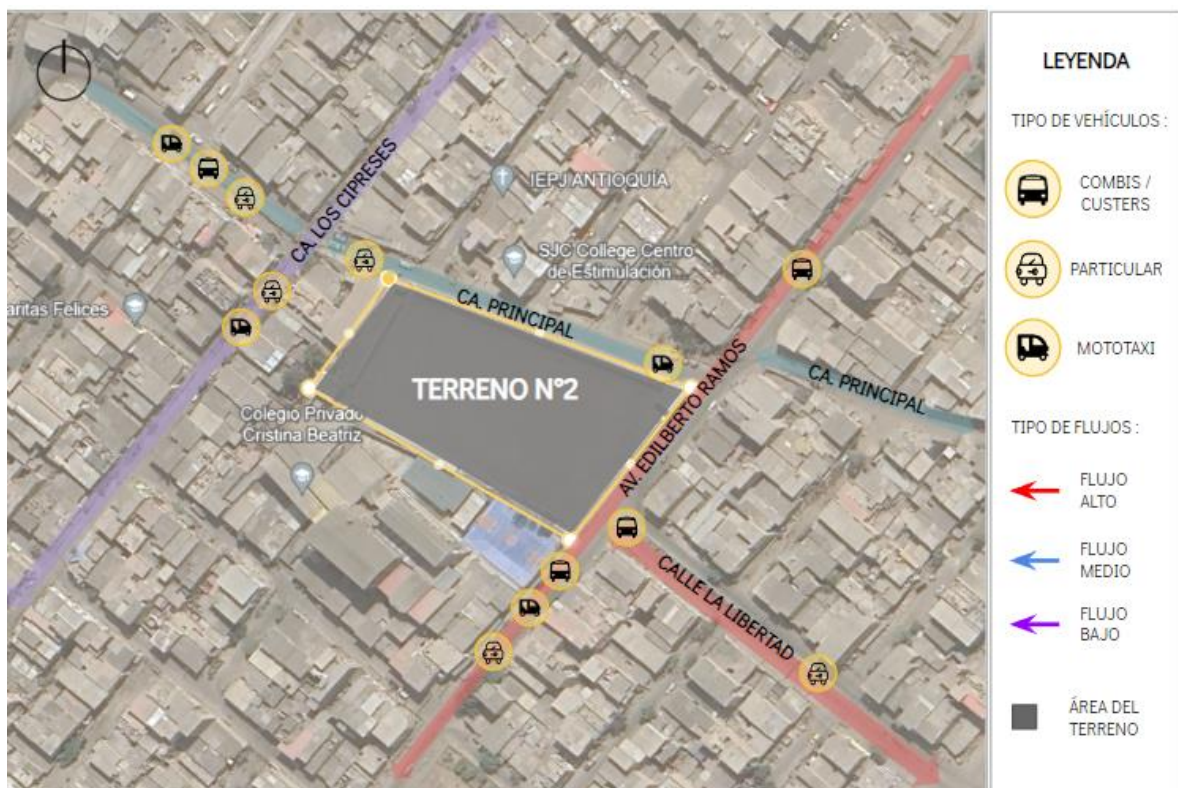 CA. LOS CIPRESES
IEPJ ANTIOQUIA
SJC College Centro
de Estimulación
aritas Felices
CA. PRINCIPAL
CA. PRINCIPAL
TERRENO N°2
AV. EDILBERTO RAMOS
Colegio Privado
Cristina Beatriz
CALLE LA LIBERTAD
LEYENDA
TIPO DE VEHÍCULOS :
COMBIS /
CUSTERS
PARTICULAR
MOTOTAXI
TIPO DE FLUJOS :
FLUJO
ALTO
FLUJO
MEDIO
FLUJO
BAJO
ÁREA DEL
TERRENO